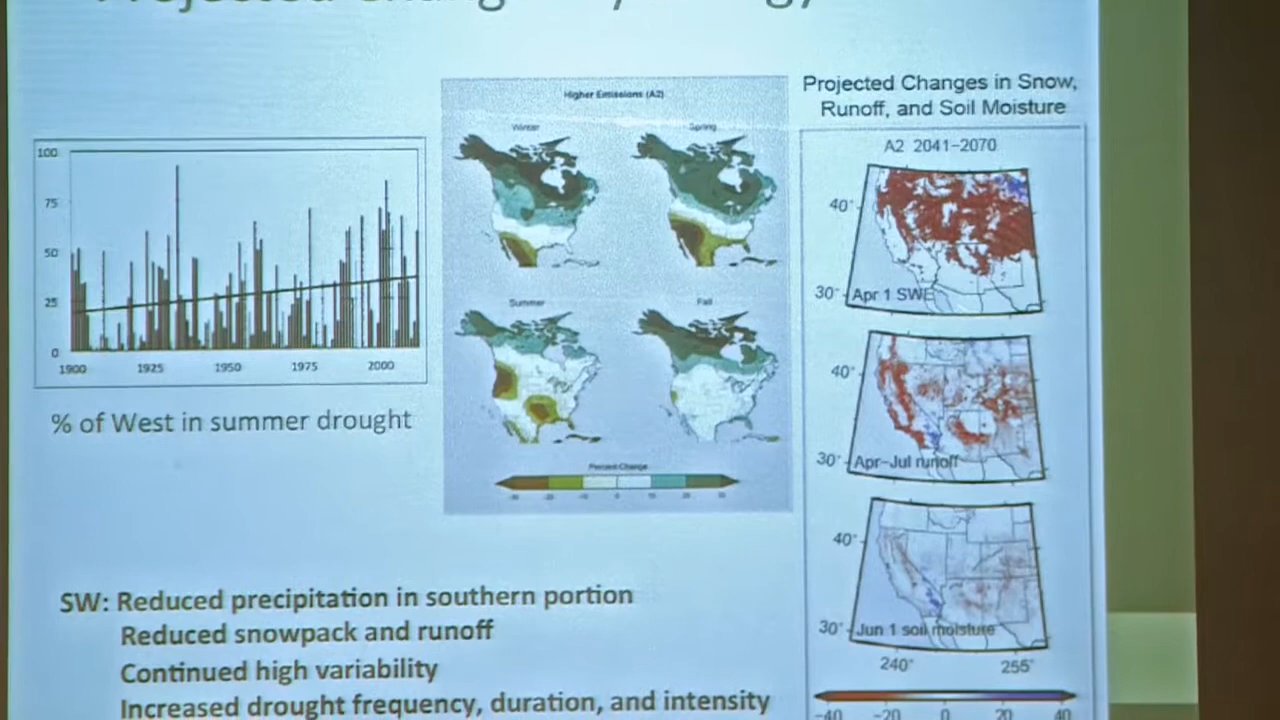 Projected Changes in Snow,
Runoff, and Soil Moisture
100
75
50
25
0
1900 1925 1950 1975 2000
% of West in summer drought
Higher Emissions (A2)
Winter Spring
Summer Fall
Percent Change
A2 2041-2070
40°
30°
Apr 1 SWE
40°
30°
Apr-Jul runoff
40°
30°
Jun 1 soil moisture
240° 255°
-40 -20 0 20 40
SW: Reduced precipitation in southern portion
Reduced snowpack and runoff
Continued high variability
Increased drought frequency, duration, and intensity